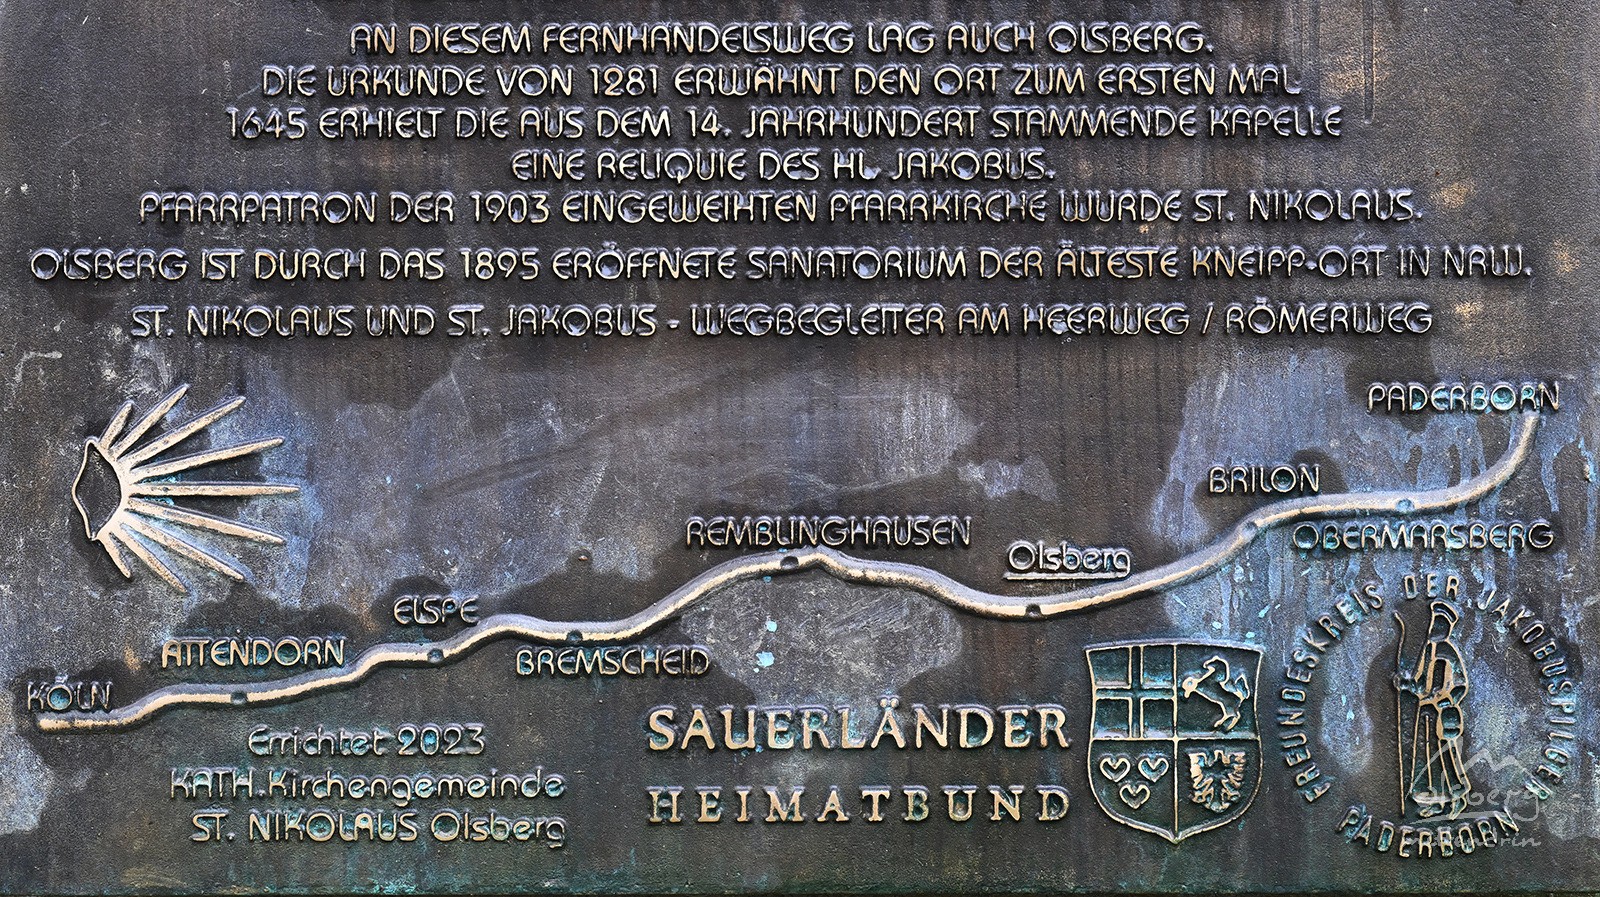 AN DIESEM FERNHANDELSWEG LAG AUCH OLSBERG.
DIE URKUNDE VON 1281 ERWÄHNT DEN ORT ZUM ERSTEN MAL
1645 ERHIELT DIE AUS DEM 14. JAHRHUNDERT STAMMENDE KAPELLE
EINE RELIQUIE DES HL. JAKOBUS.
PFARRPATRON DER 1903 EINGEWEIHTEN PFARRKIRCHE WURDE ST. NIKOLAUS.
OLSBERG IST DURCH DAS 1895 ERÖFFNETE SANATORIUM DER ÄLTESTE KNEIPP-ORT IN NRW.
ST. NIKOLAUS UND ST. JAKOBUS - WEGBEGLEITER AM HEERWEG / RÖMERWEG
PADERBORN
BRILON
OBERMARSBERG
REMBLINGHAUSEN
Olsberg
ELSPE
ATTENDORN
BREMSCHEID
KÖLN
Errichtet 2023
KATH. Kirchengemeinde
ST. NIKOLAUS Olsberg
SAUERLÄNDER
HEIMATBUND
FREUNDESKREIS DER JAKOBUSPILGER
PADERBORN